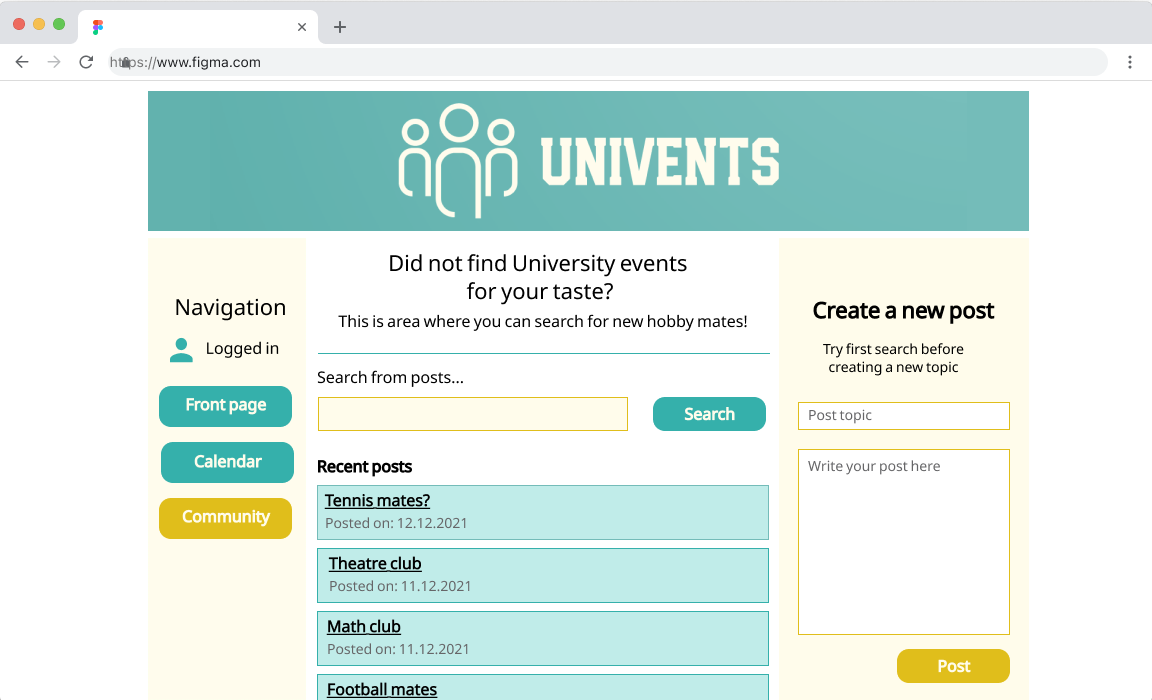 https://www.figma.com
UNIVENTS
Navigation
Logged in
Front page
Calendar
Community
Did not find University events
for your taste?
This is area where you can search for new hobby mates!
Search from posts...
Search
Recent posts
Tennis mates?
Posted on: 12.12.2021
Theatre club
Posted on: 11.12.2021
Math club
Posted on: 11.12.2021
Football mates
Create a new post
Try first search before
creating a new topic
Post topic
Write your post here
Post